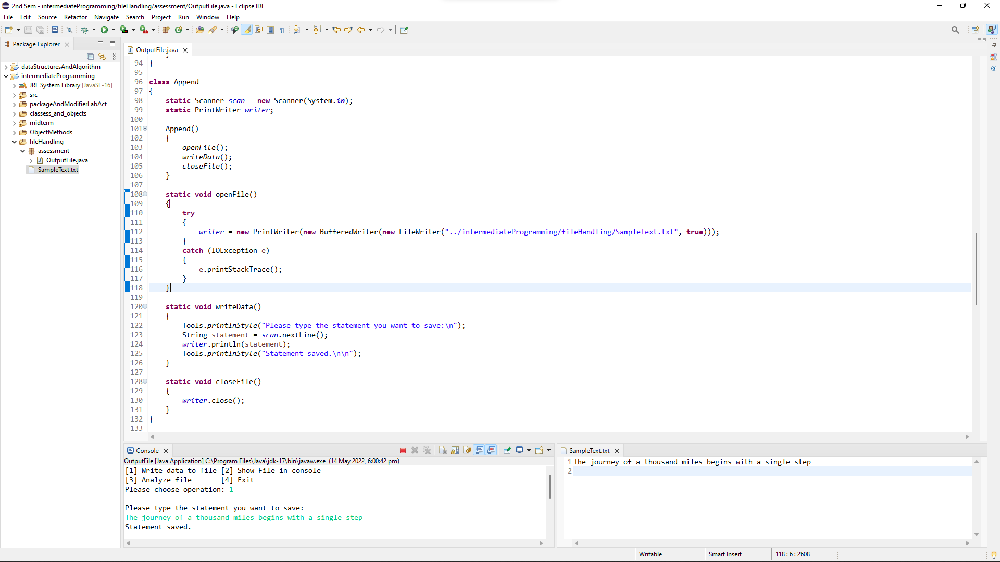 2nd Sem - intermediateProgramming/fileHandling/assessment/OutputFile.java - Eclipse IDE
File Edit Source Refactor Navigate Search Project Run Window Help
Package Explorer
dataStructuresAndAlgorithm
intermediateProgramming
JRE System Library [JavaSE-16]
src
packageAndModifierLabAct
classess_and_objects
midterm
ObjectMethods
fileHandling
assessment
OutputFile.java
SampleText.txt
OutputFile.java
94 }
95
96 class Append
97 {
98     static Scanner scan = new Scanner(System.in);
99     static PrintWriter writer;
100
101     Append()
102     {
103         openFile();
104         writeData();
105         closeFile();
106     }
107
108     static void openFile()
109     {
110         try
111         {
112             writer = new PrintWriter(new BufferedWriter(new FileWriter("../intermediateProgramming/fileHandling/SampleText.txt", true)));
113         }
114         catch (IOException e)
115         {
116             e.printStackTrace();
117         }
118     }
119
120     static void writeData()
121     {
122         Tools.printInStyle("Please type the statement you want to save:\n");
123         String statement = scan.nextLine();
124         writer.println(statement);
125         Tools.printInStyle("Statement saved.\n\n");
126     }
127
128     static void closeFile()
129     {
130         writer.close();
131     }
132 }
133
Console
OutputFile [Java Application] C:\Program Files\Java\jdk-17\bin\javaw.exe (14 May 2022, 6:00:42 pm)
[1] Write data to file [2] Show File in console
[3] Analyze file       [4] Exit
Please choose operation: 1
Please type the statement you want to save:
The journey of a thousand miles begins with a single step
Statement saved.
SampleText.txt
1 The journey of a thousand miles begins with a single step
2
Writable Smart Insert 118 : 6 : 2608